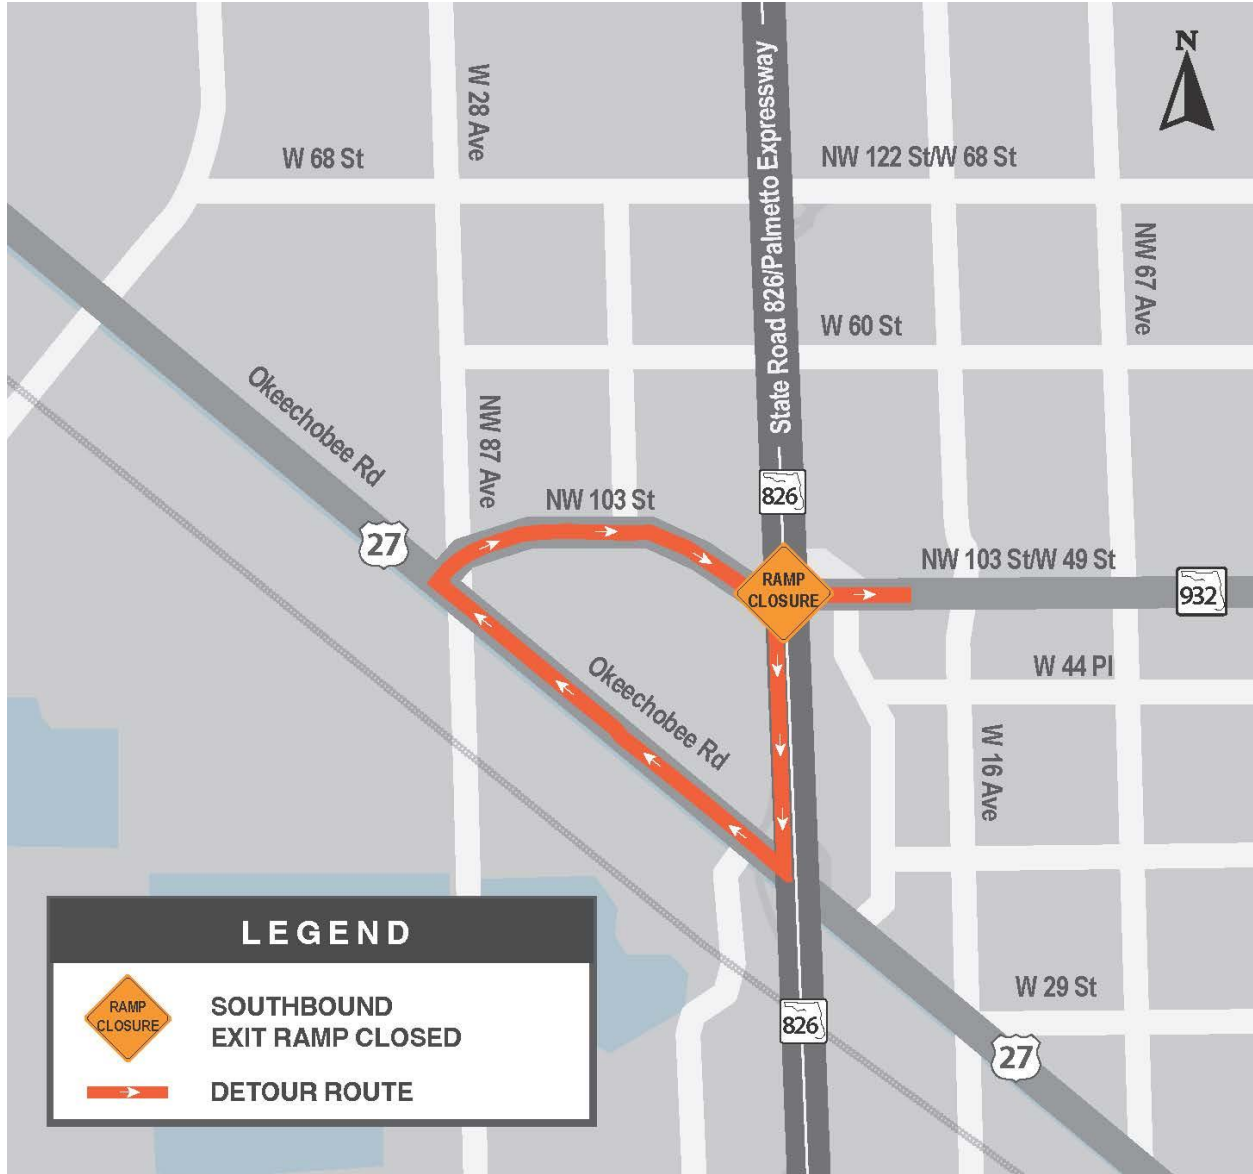 N
W 28 Ave
State Road 826/Palmetto Expressway
W 68 St
NW 122 St/W 68 St
NW 67 Ave
W 60 St
Okeechobee Rd
NW 87 Ave
826
NW 103 St
27
NW 103 St/W 49 St
RAMP
CLOSURE
932
Okeechobee Rd
W 44 Pl
W 16 Ave
W 29 St
826
27
LEGEND
RAMP
CLOSURE
SOUTHBOUND
EXIT RAMP CLOSED
DETOUR ROUTE